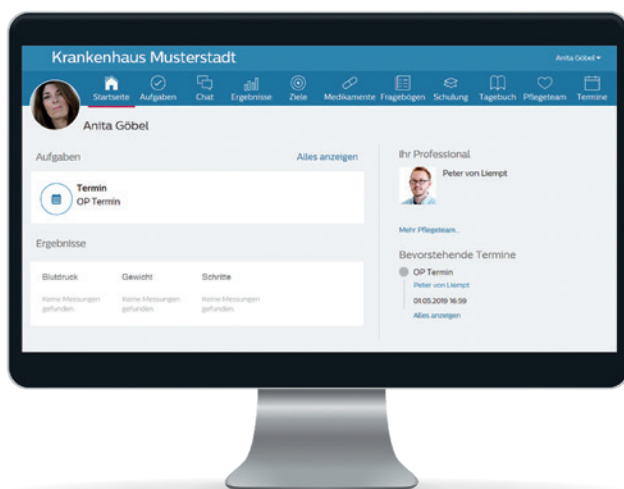 Krankenhaus Musterstadt
Anita Göbel
Startseite Aufgaben Chat Ergebnisse Ziele Medikamente Fragebögen Schulung Tagebuch Pflegeteam Termine
Anita Göbel
Aufgaben
Alles anzeigen
Termin
OP Termin
Ergebnisse
Blutdruck Gewicht Schritte
Keine Messungen gefunden.
Keine Messungen gefunden.
Keine Messungen gefunden.
Ihr Professional
Peter von Liempt
Mehr Pflegeteam...
Bevorstehende Termine
OP Termin
Peter von Liempt
01.05.2019 16:59
Alles anzeigen